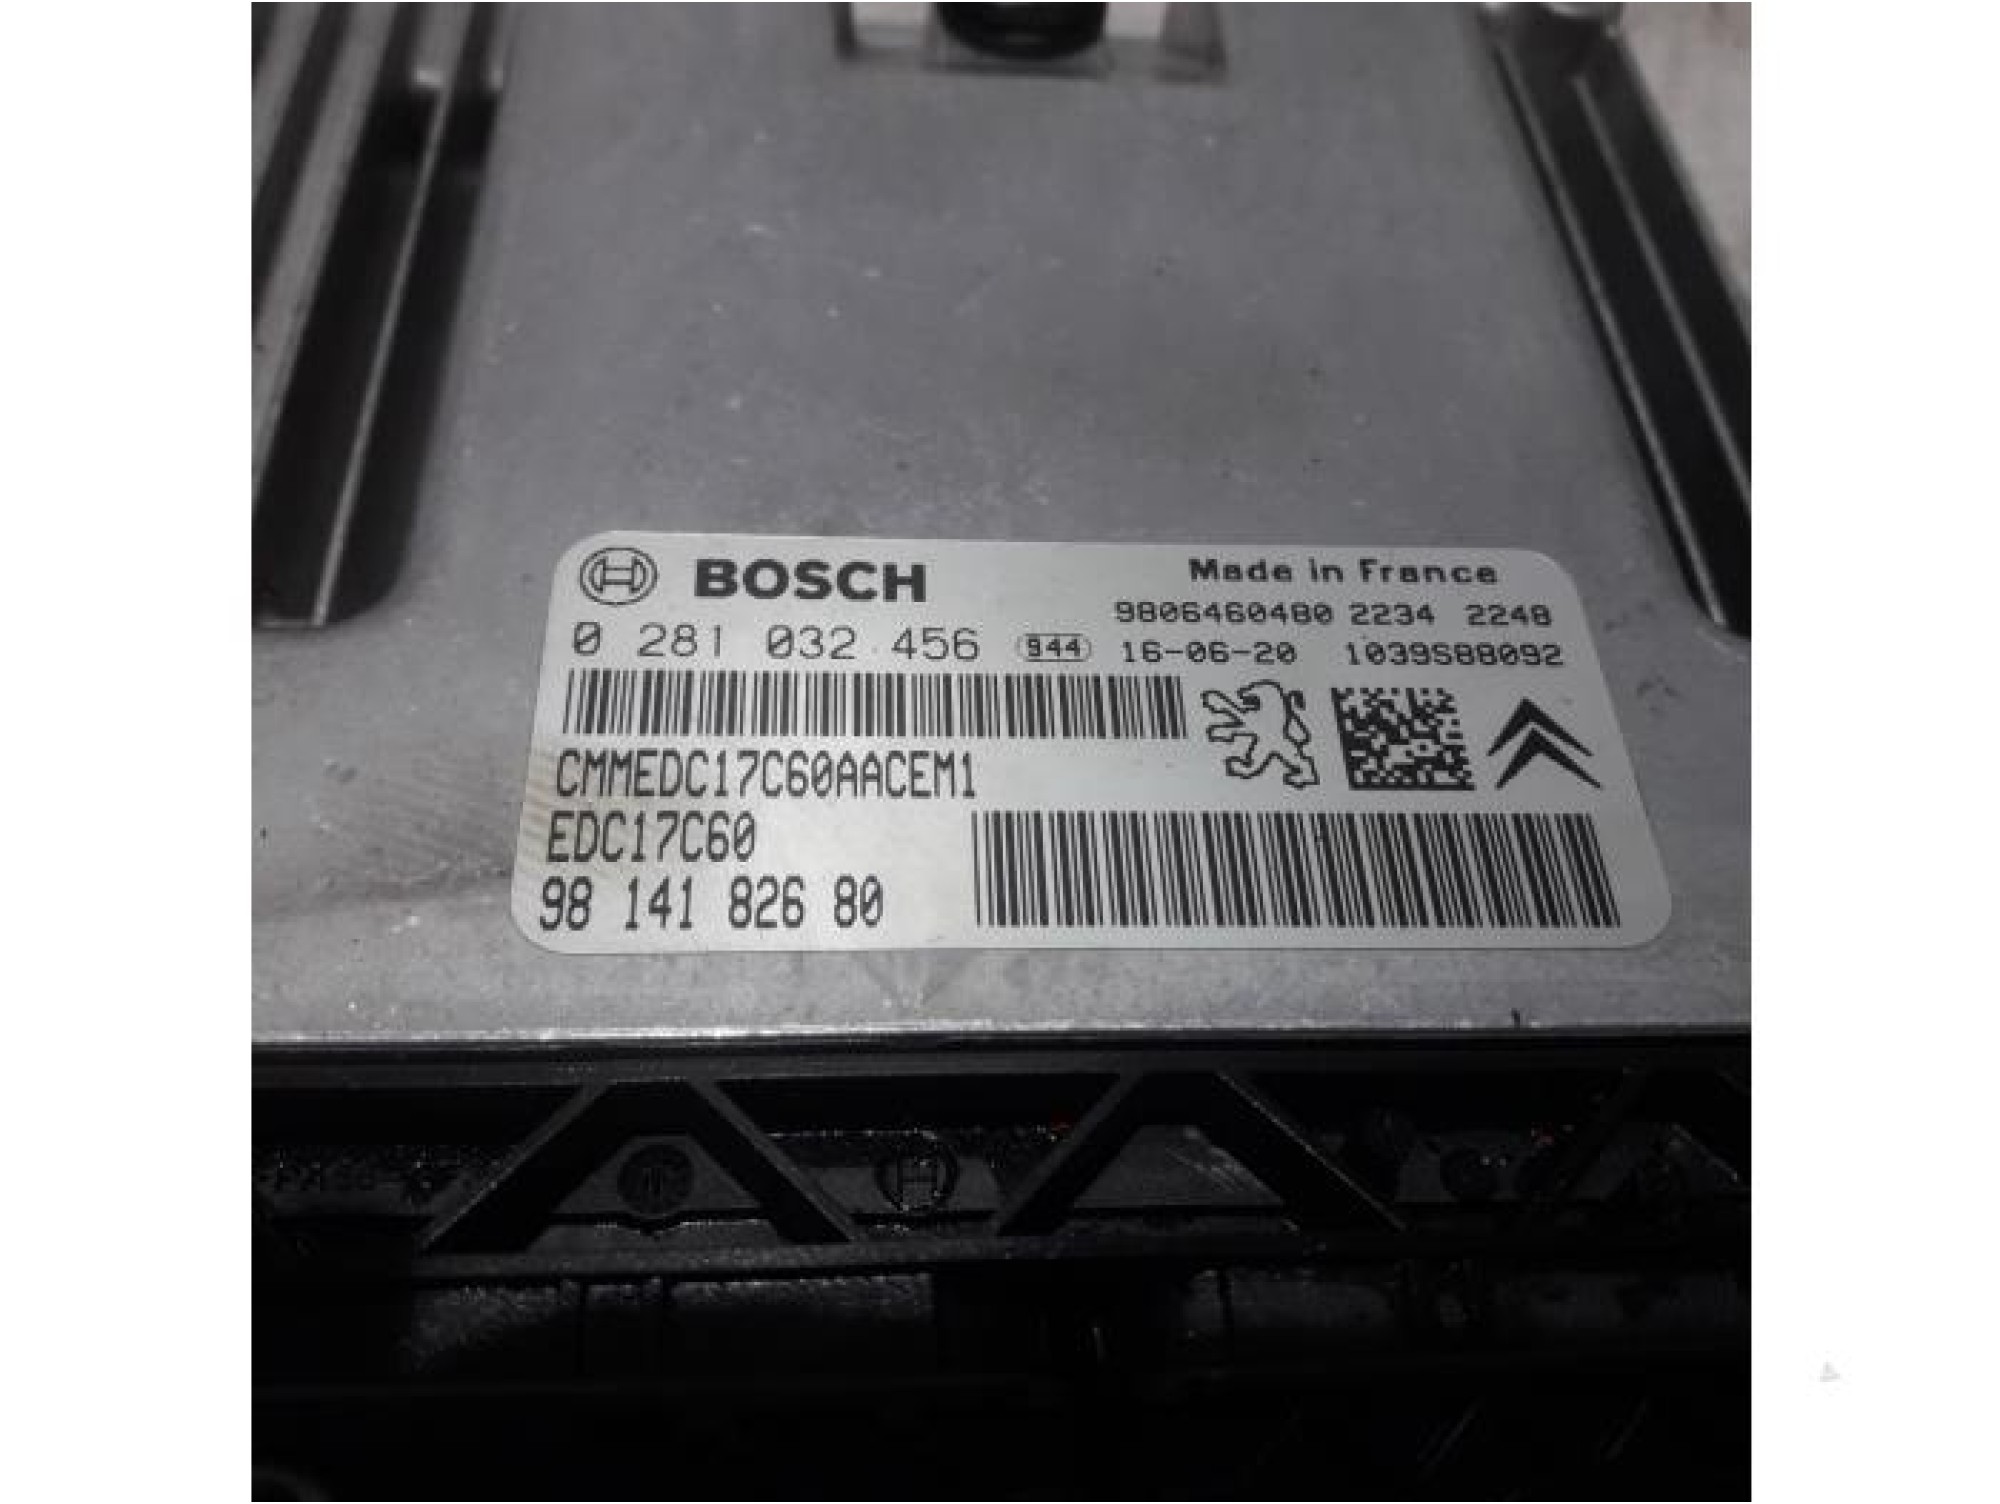 BOSCH
Made in France
9806460480 2234 2248
0 281 032 456 944 16-06-20 1039S88092
CMMEDC17C60AACEM1
EDC17C60
98 141 826 80